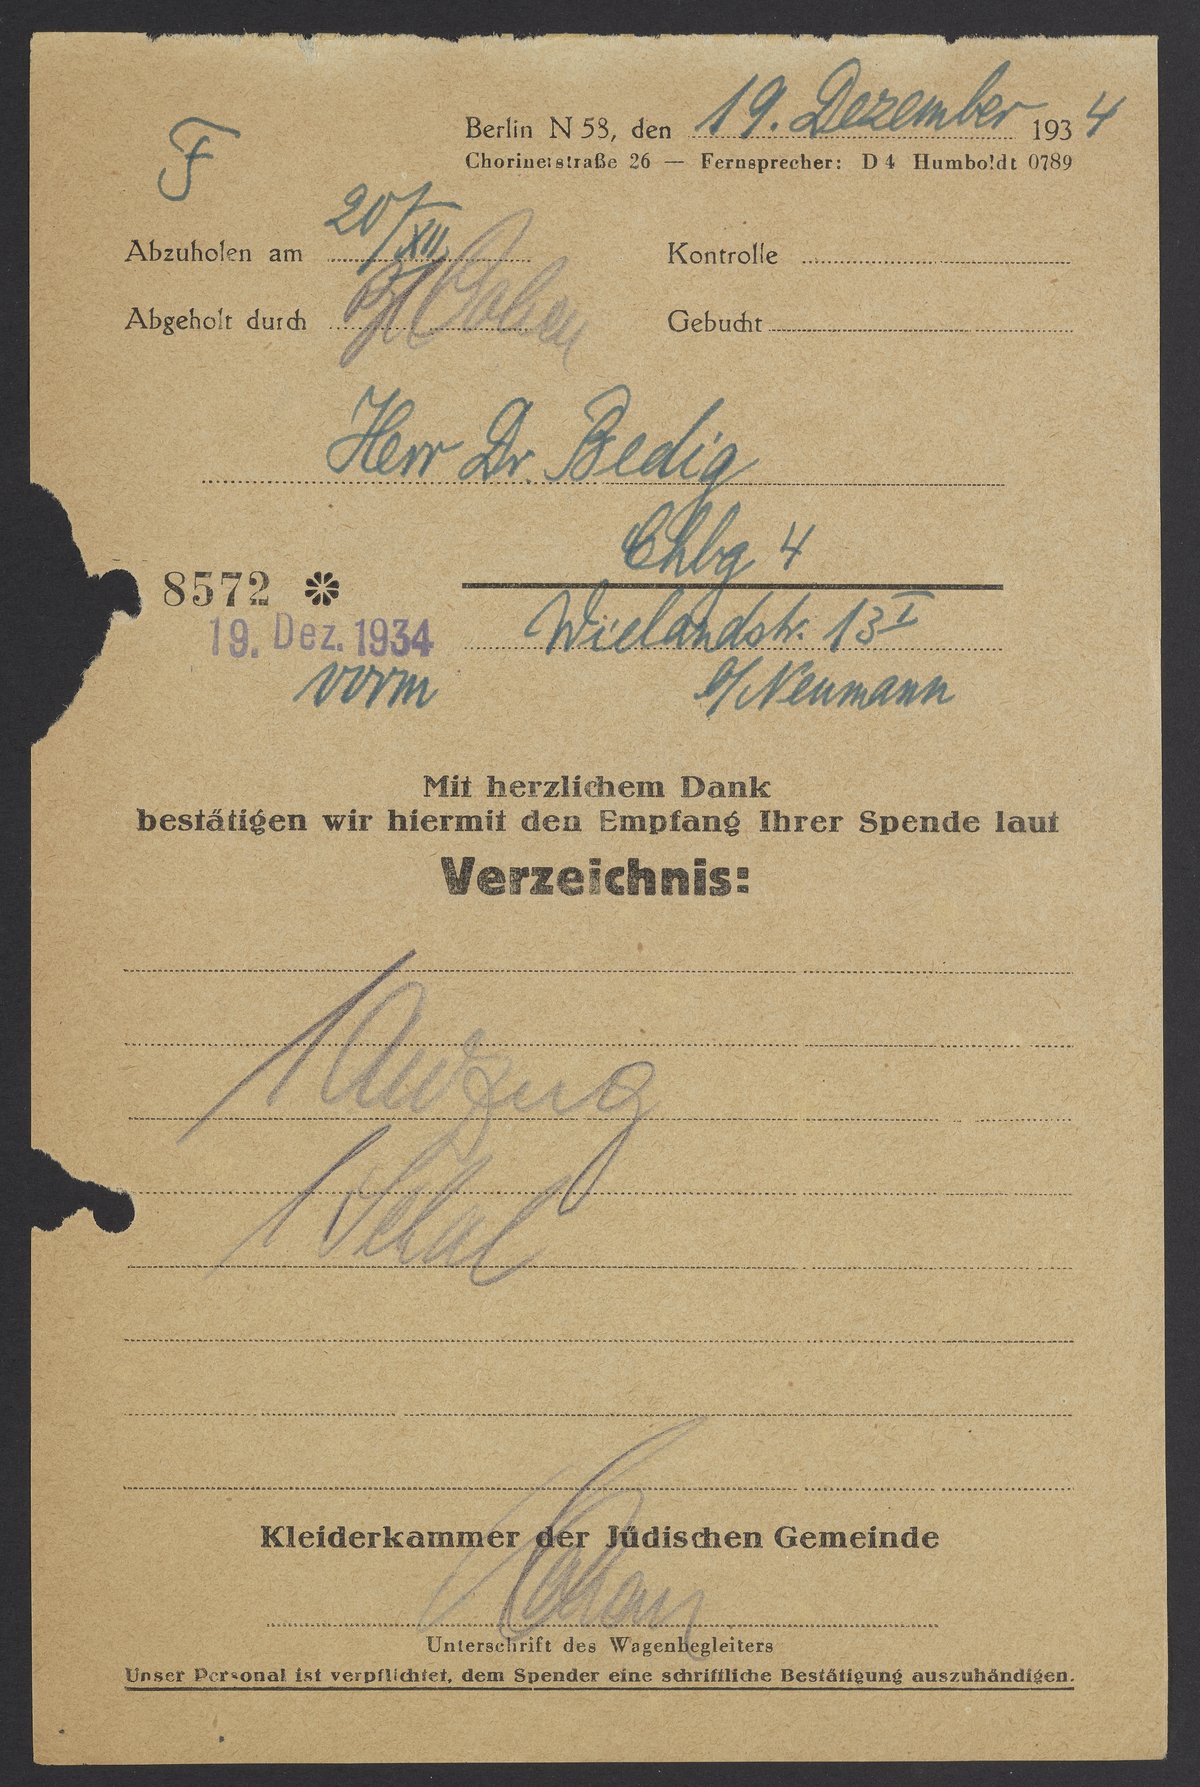 F
Berlin N 58, den 19. Dezember 1934
Chorinerstraße 26 — Fernsprecher: D 4 Humboldt 0789
Abzuholen am 20/XII.
Kontrolle
Abgeholt durch Cohen
Gebucht
Herr Dr. Bedig
Chlbg 4
8572 ❋
19. Dez. 1934
Wielandstr. 13 I
vorm
b/Neumann
Mit herzlichem Dank
bestätigen wir hiermit den Empfang Ihrer Spende laut
Verzeichnis:
1 Anzug
1 Schal
Kleiderkammer der Jüdischen Gemeinde
Unterschrift des Wagenbegleiters
Unser Personal ist verpflichtet, dem Spender eine schriftliche Bestätigung auszuhändigen.